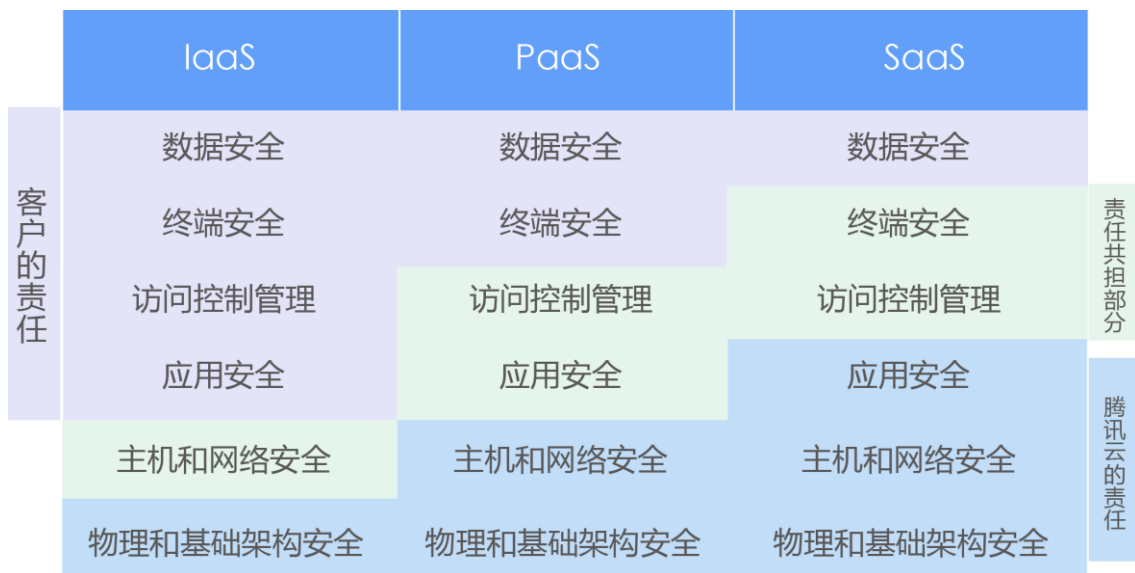 IaaS PaaS SaaS
客户的责任
数据安全 数据安全 数据安全
终端安全 终端安全 终端安全
访问控制管理 访问控制管理 访问控制管理
应用安全 应用安全 应用安全
主机和网络安全 主机和网络安全 主机和网络安全
物理和基础架构安全 物理和基础架构安全 物理和基础架构安全
责任共担部分
腾讯云的责任